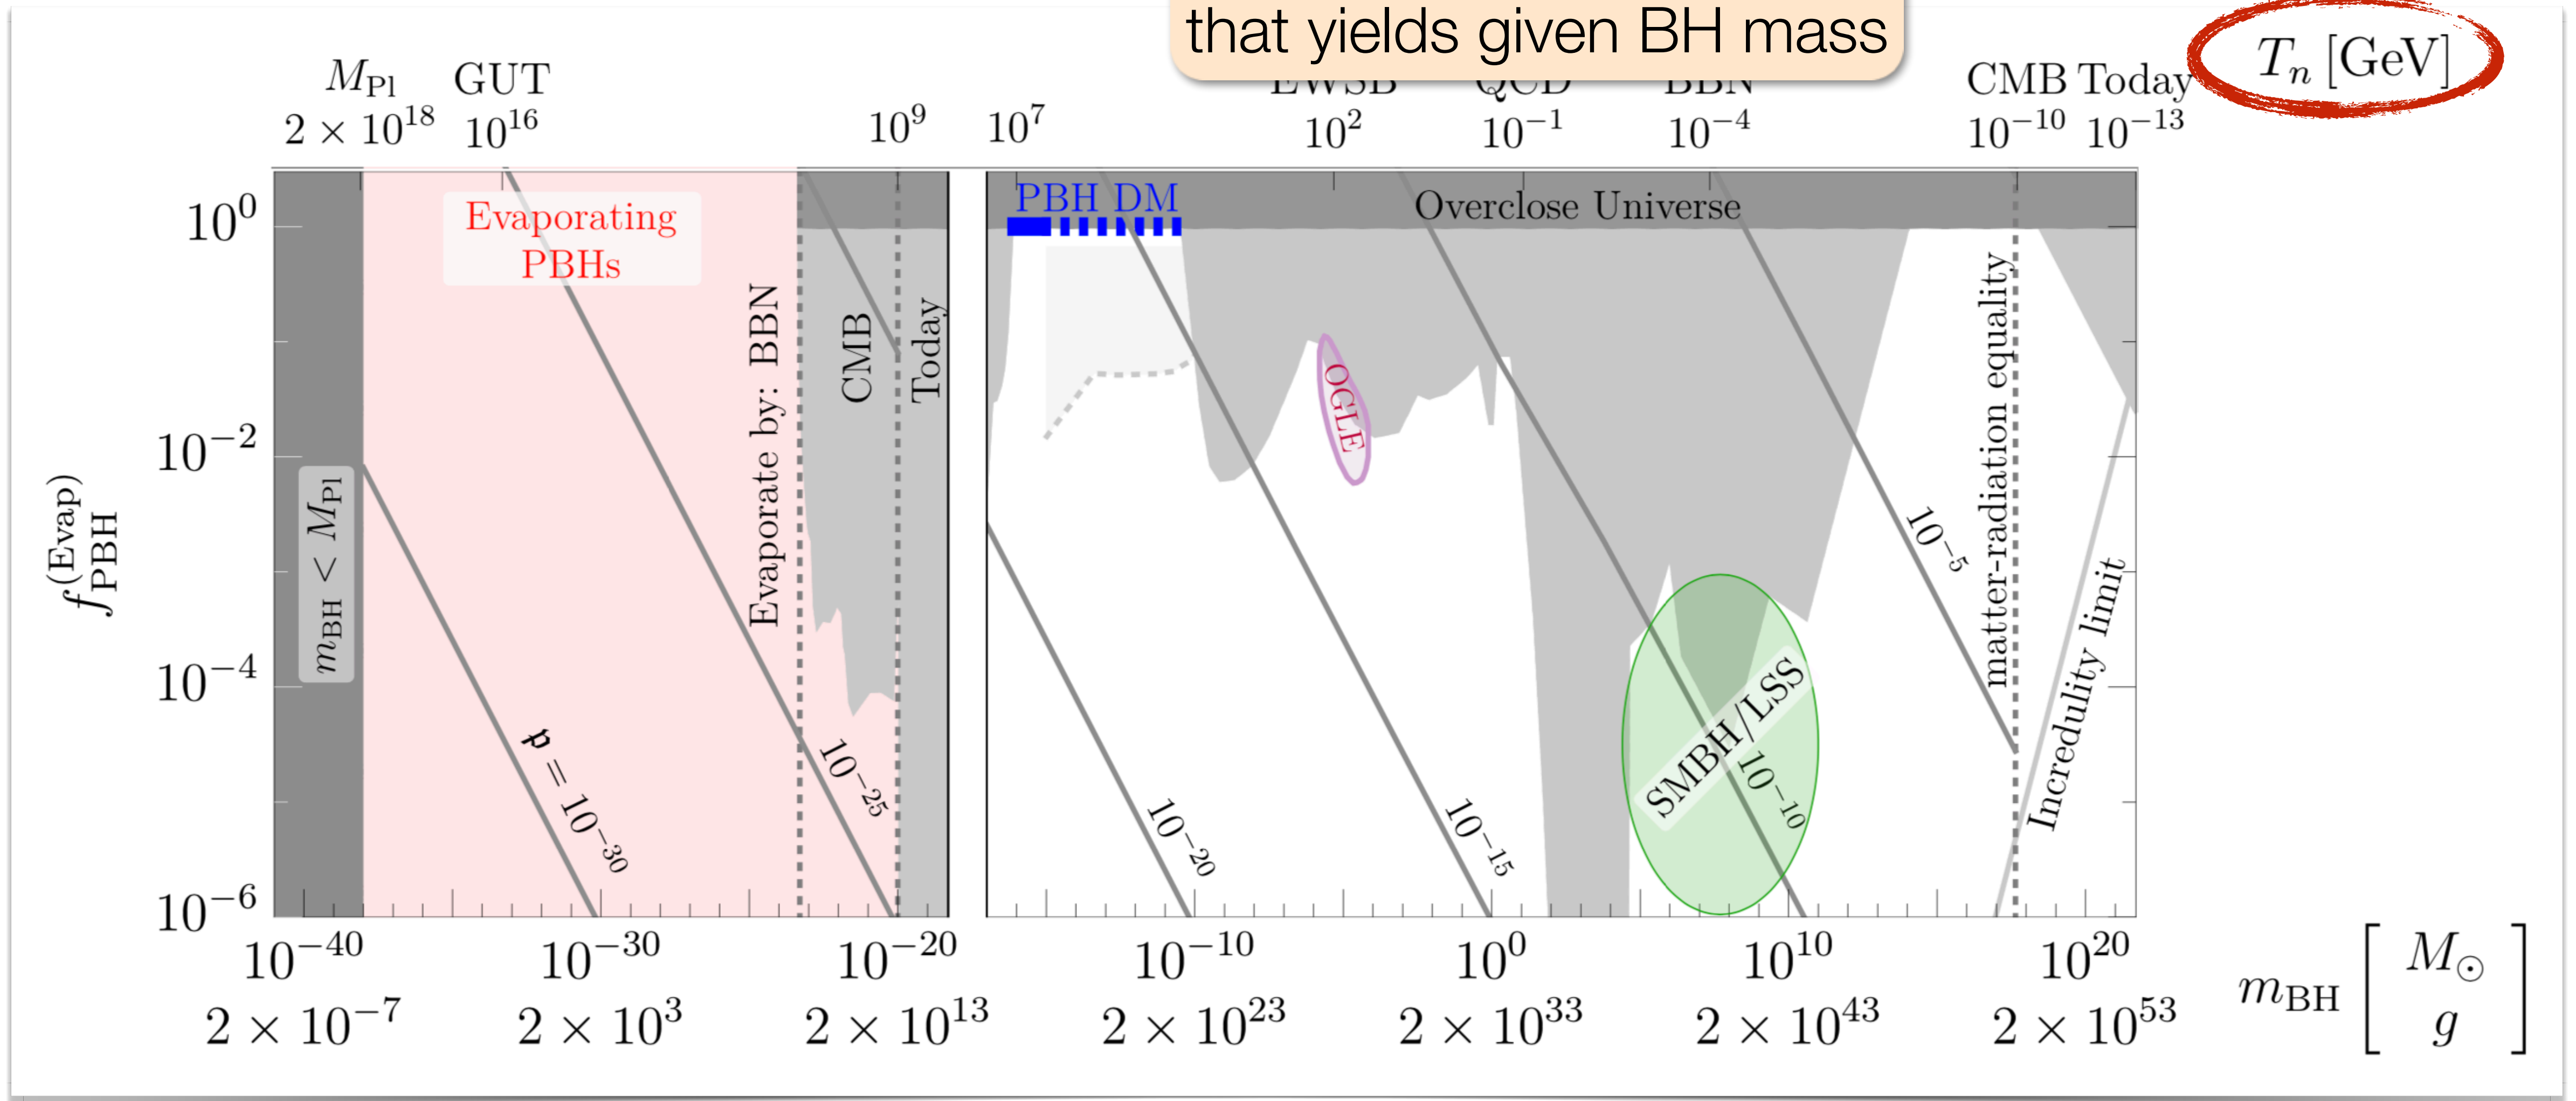 that yields given BH mass
T_n [GeV]
M_Pl GUT EWSB QCD BBN CMB Today
2 × 10^18 10^16 10^9 10^7 10^2 10^-1 10^-4 10^-10 10^-13
10^0
10^-2
10^-4
10^-6
f_PBH^(Evap)
m_BH < M_Pl
Evaporating
PBHs
Evaporate by: BBN
CMB
Today
PBH DM
Overclose Universe
OGLE
SMBH/LSS
matter-radiation equality
Incredulity limit
𝔭 = 10^-30
10^-25
10^-20
10^-15
10^-10
10^-5
10^-40 10^-30 10^-20 10^-10 10^0 10^10 10^20
2 × 10^-7 2 × 10^3 2 × 10^13 2 × 10^23 2 × 10^33 2 × 10^43 2 × 10^53
m_BH [ M_⊙
g ]